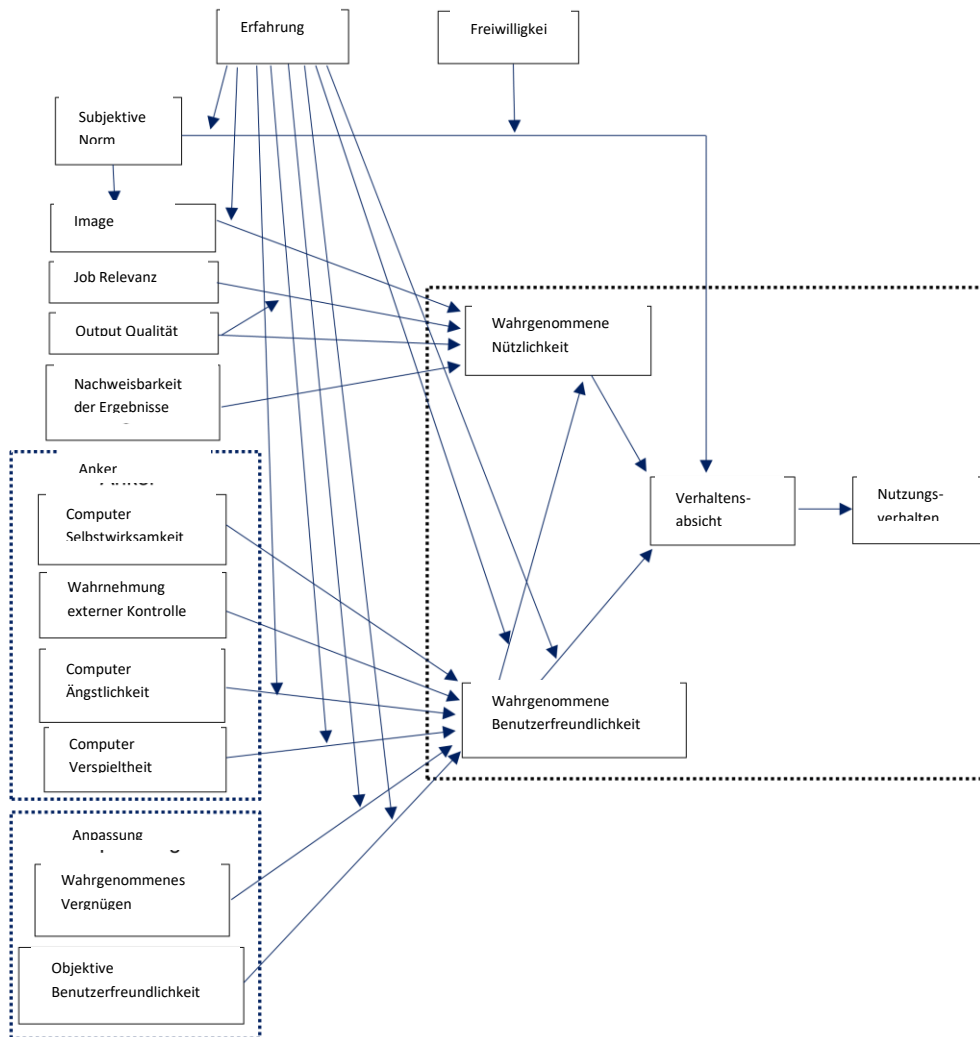 Erfahrung
Freiwilligkei
Subjektive
Norm
Image
Job Relevanz
Output Qualität
Nachweisbarkeit
der Ergebnisse
Wahrgenommene
Nützlichkeit
Anker
Computer
Selbstwirksamkeit
Verhaltens-
absicht
Nutzungs-
verhalten
Wahrnehmung
externer Kontrolle
Computer
Ängstlichkeit
Wahrgenommene
Benutzerfreundlichkeit
Computer
Verspieltheit
Anpassung
Wahrgenommenes
Vergnügen
Objektive
Benutzerfreundlichkeit